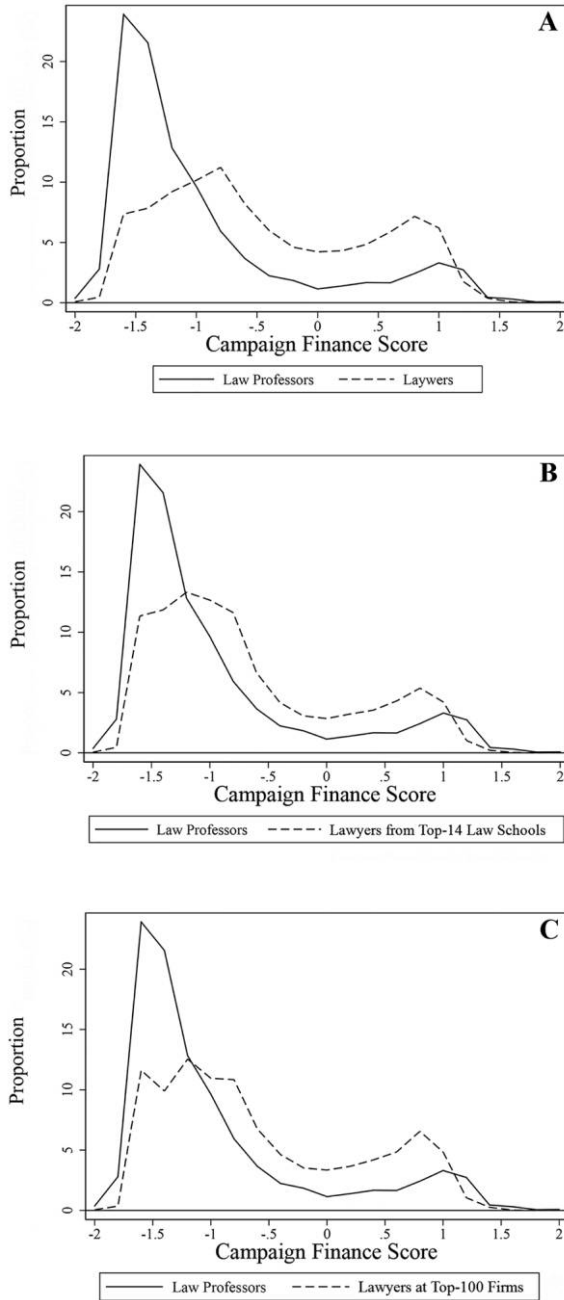 A
20
15
10
5
0
Proportion
-2 -1.5 -1 -.5 0 .5 1 1.5 2
Campaign Finance Score
Law Professors Laywers
B
20
15
10
5
0
Proportion
-2 -1.5 -1 -.5 0 .5 1 1.5 2
Campaign Finance Score
Law Professors Lawyers from Top-14 Law Schools
C
20
15
10
5
0
Proportion
-2 -1.5 -1 -.5 0 .5 1 1.5 2
Campaign Finance Score
Law Professors Lawyers at Top-100 Firms